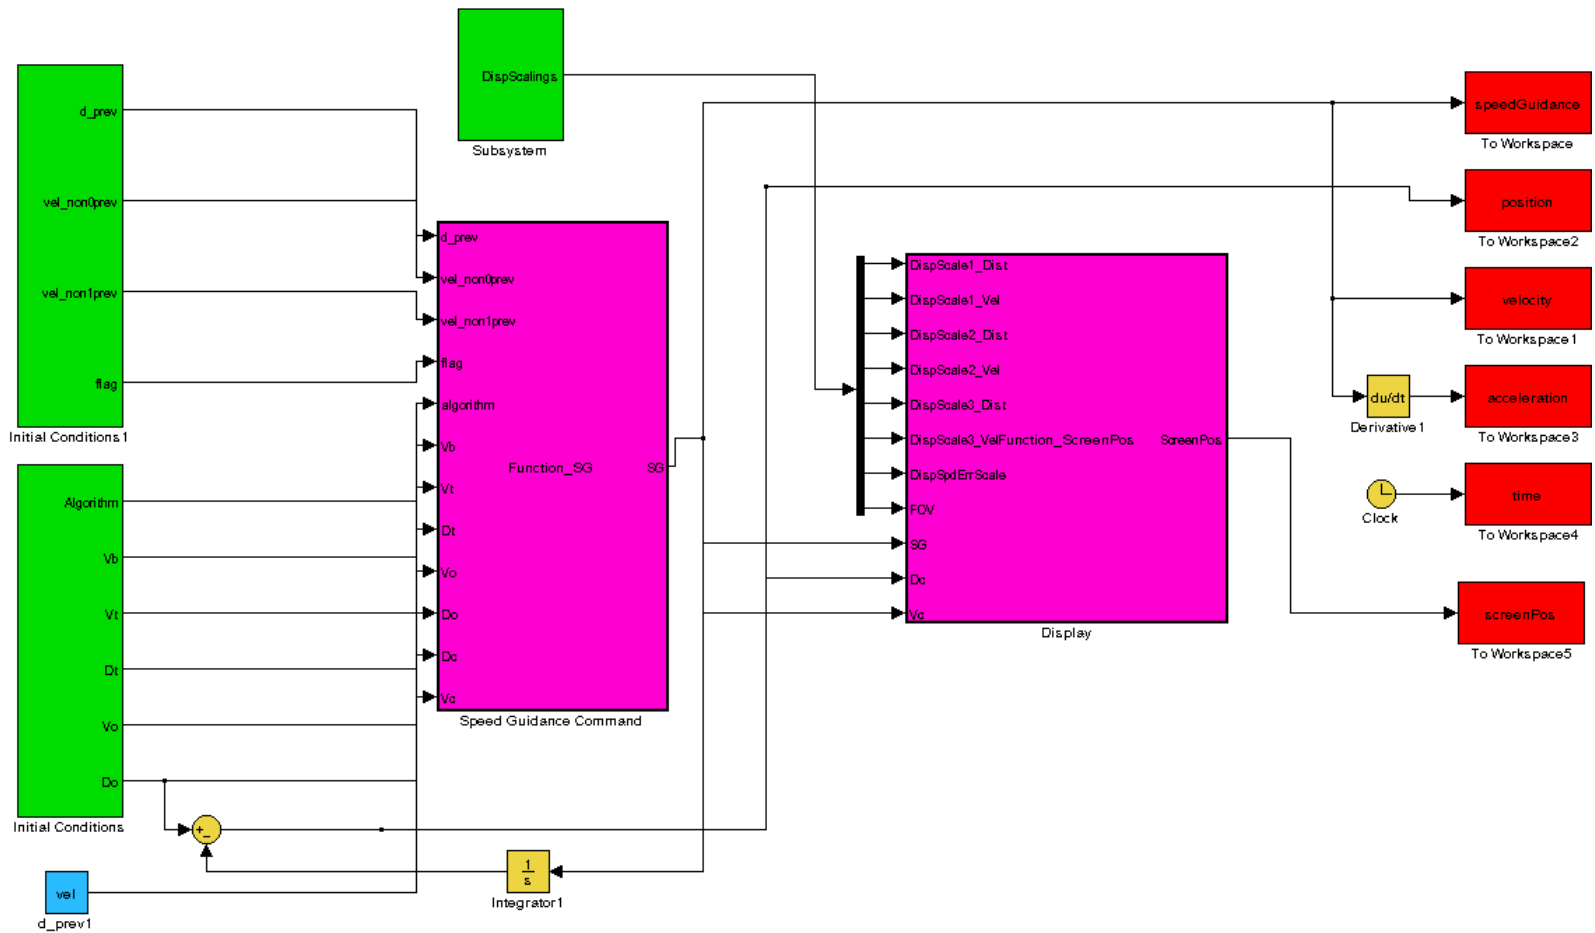 d_prev
vel_non0prev
vel_non1prev
flag
Initial Conditions1
Algorithm
Vb
Vt
Dt
Vo
Do
Initial Conditions
vel
d_prev1
DispScalings
Subsystem
d_prev
vel_non0prev
vel_non1prev
flag
algorithm
Vb
Vt
Dt
Vo
Do
Dc
Vc
Function_SG
SG
Speed Guidance Command
+
-
1
s
Integrator1
DispScale1_Dist
DispScale1_Vel
DispScale2_Dist
DispScale2_Vel
DispScale3_Dist
DispScale3_VelFunction_ScreenPos
DispSpdErrScale
FOV
SG
Dc
Vc
ScreenPos
Display
speedGuidance
To Workspace
position
To Workspace2
velocity
To Workspace1
du/dt
Derivative1
acceleration
To Workspace3
Clock
time
To Workspace4
screenPos
To Workspace5